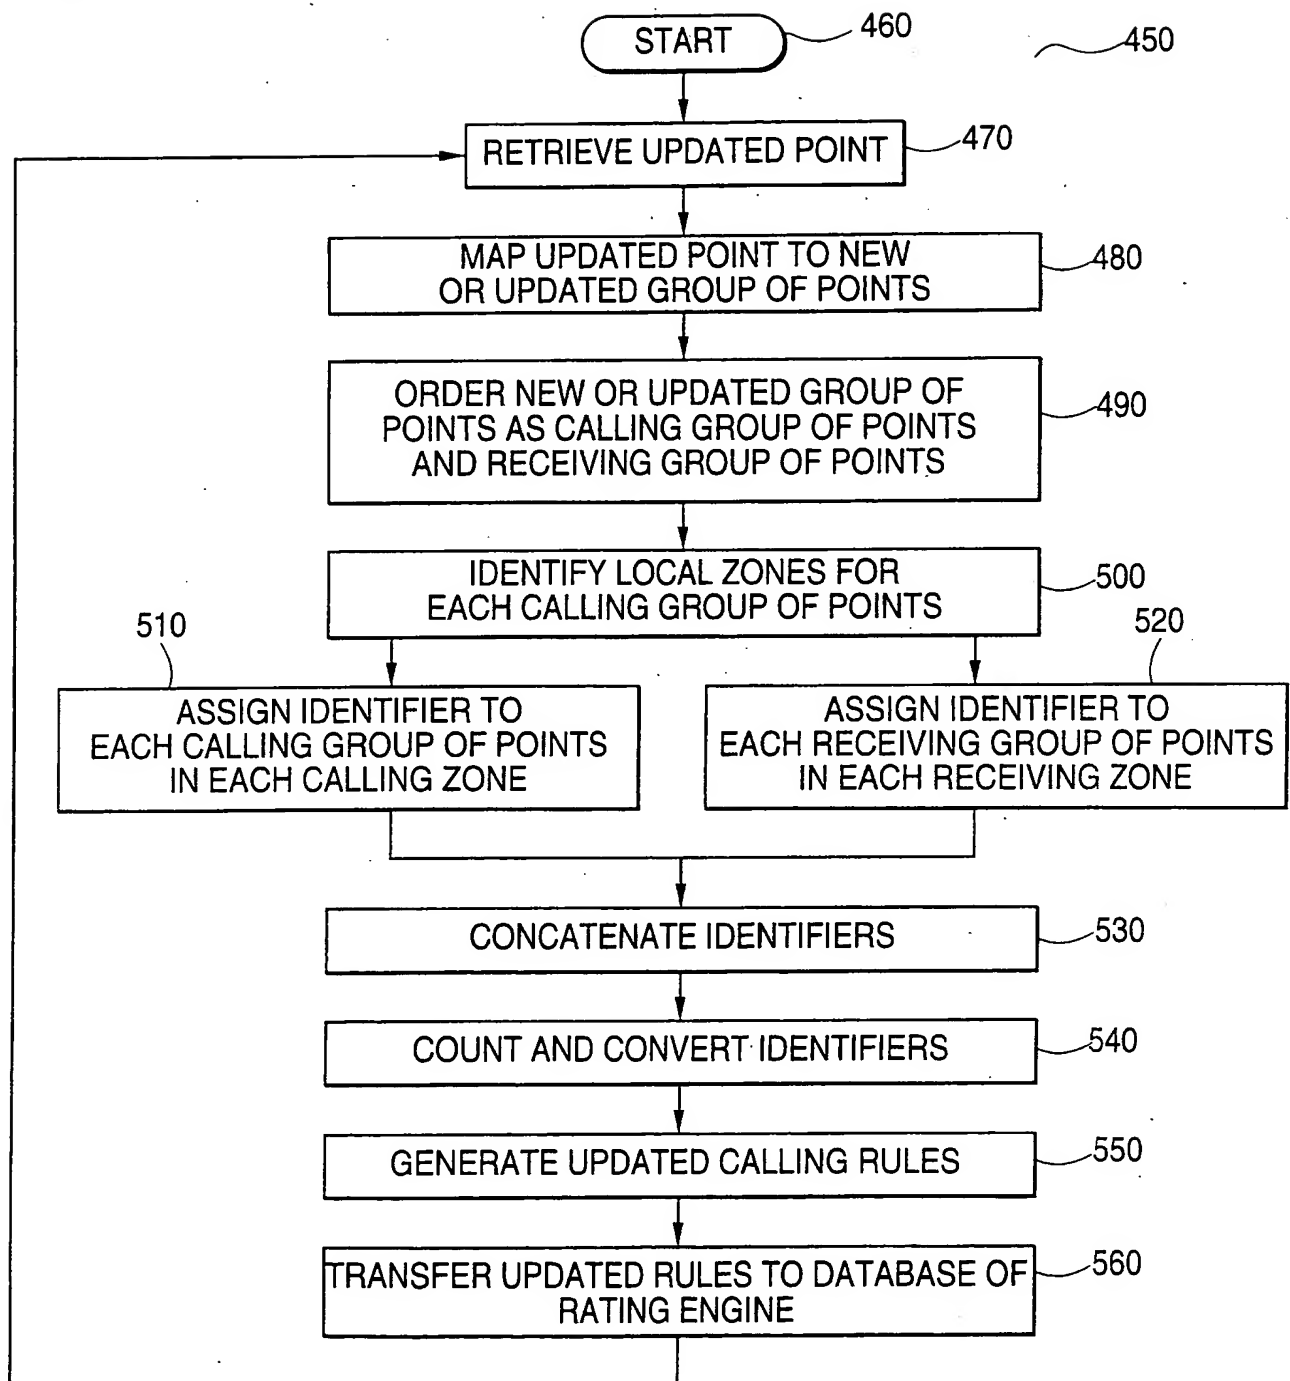 START
460
450
RETRIEVE UPDATED POINT
470
MAP UPDATED POINT TO NEW
OR UPDATED GROUP OF POINTS
480
ORDER NEW OR UPDATED GROUP OF
POINTS AS CALLING GROUP OF POINTS
AND RECEIVING GROUP OF POINTS
490
IDENTIFY LOCAL ZONES FOR
EACH CALLING GROUP OF POINTS
500
510
520
ASSIGN IDENTIFIER TO
EACH CALLING GROUP OF POINTS
IN EACH CALLING ZONE
ASSIGN IDENTIFIER TO
EACH RECEIVING GROUP OF POINTS
IN EACH RECEIVING ZONE
CONCATENATE IDENTIFIERS
530
COUNT AND CONVERT IDENTIFIERS
540
GENERATE UPDATED CALLING RULES
550
TRANSFER UPDATED RULES TO DATABASE OF
RATING ENGINE
560